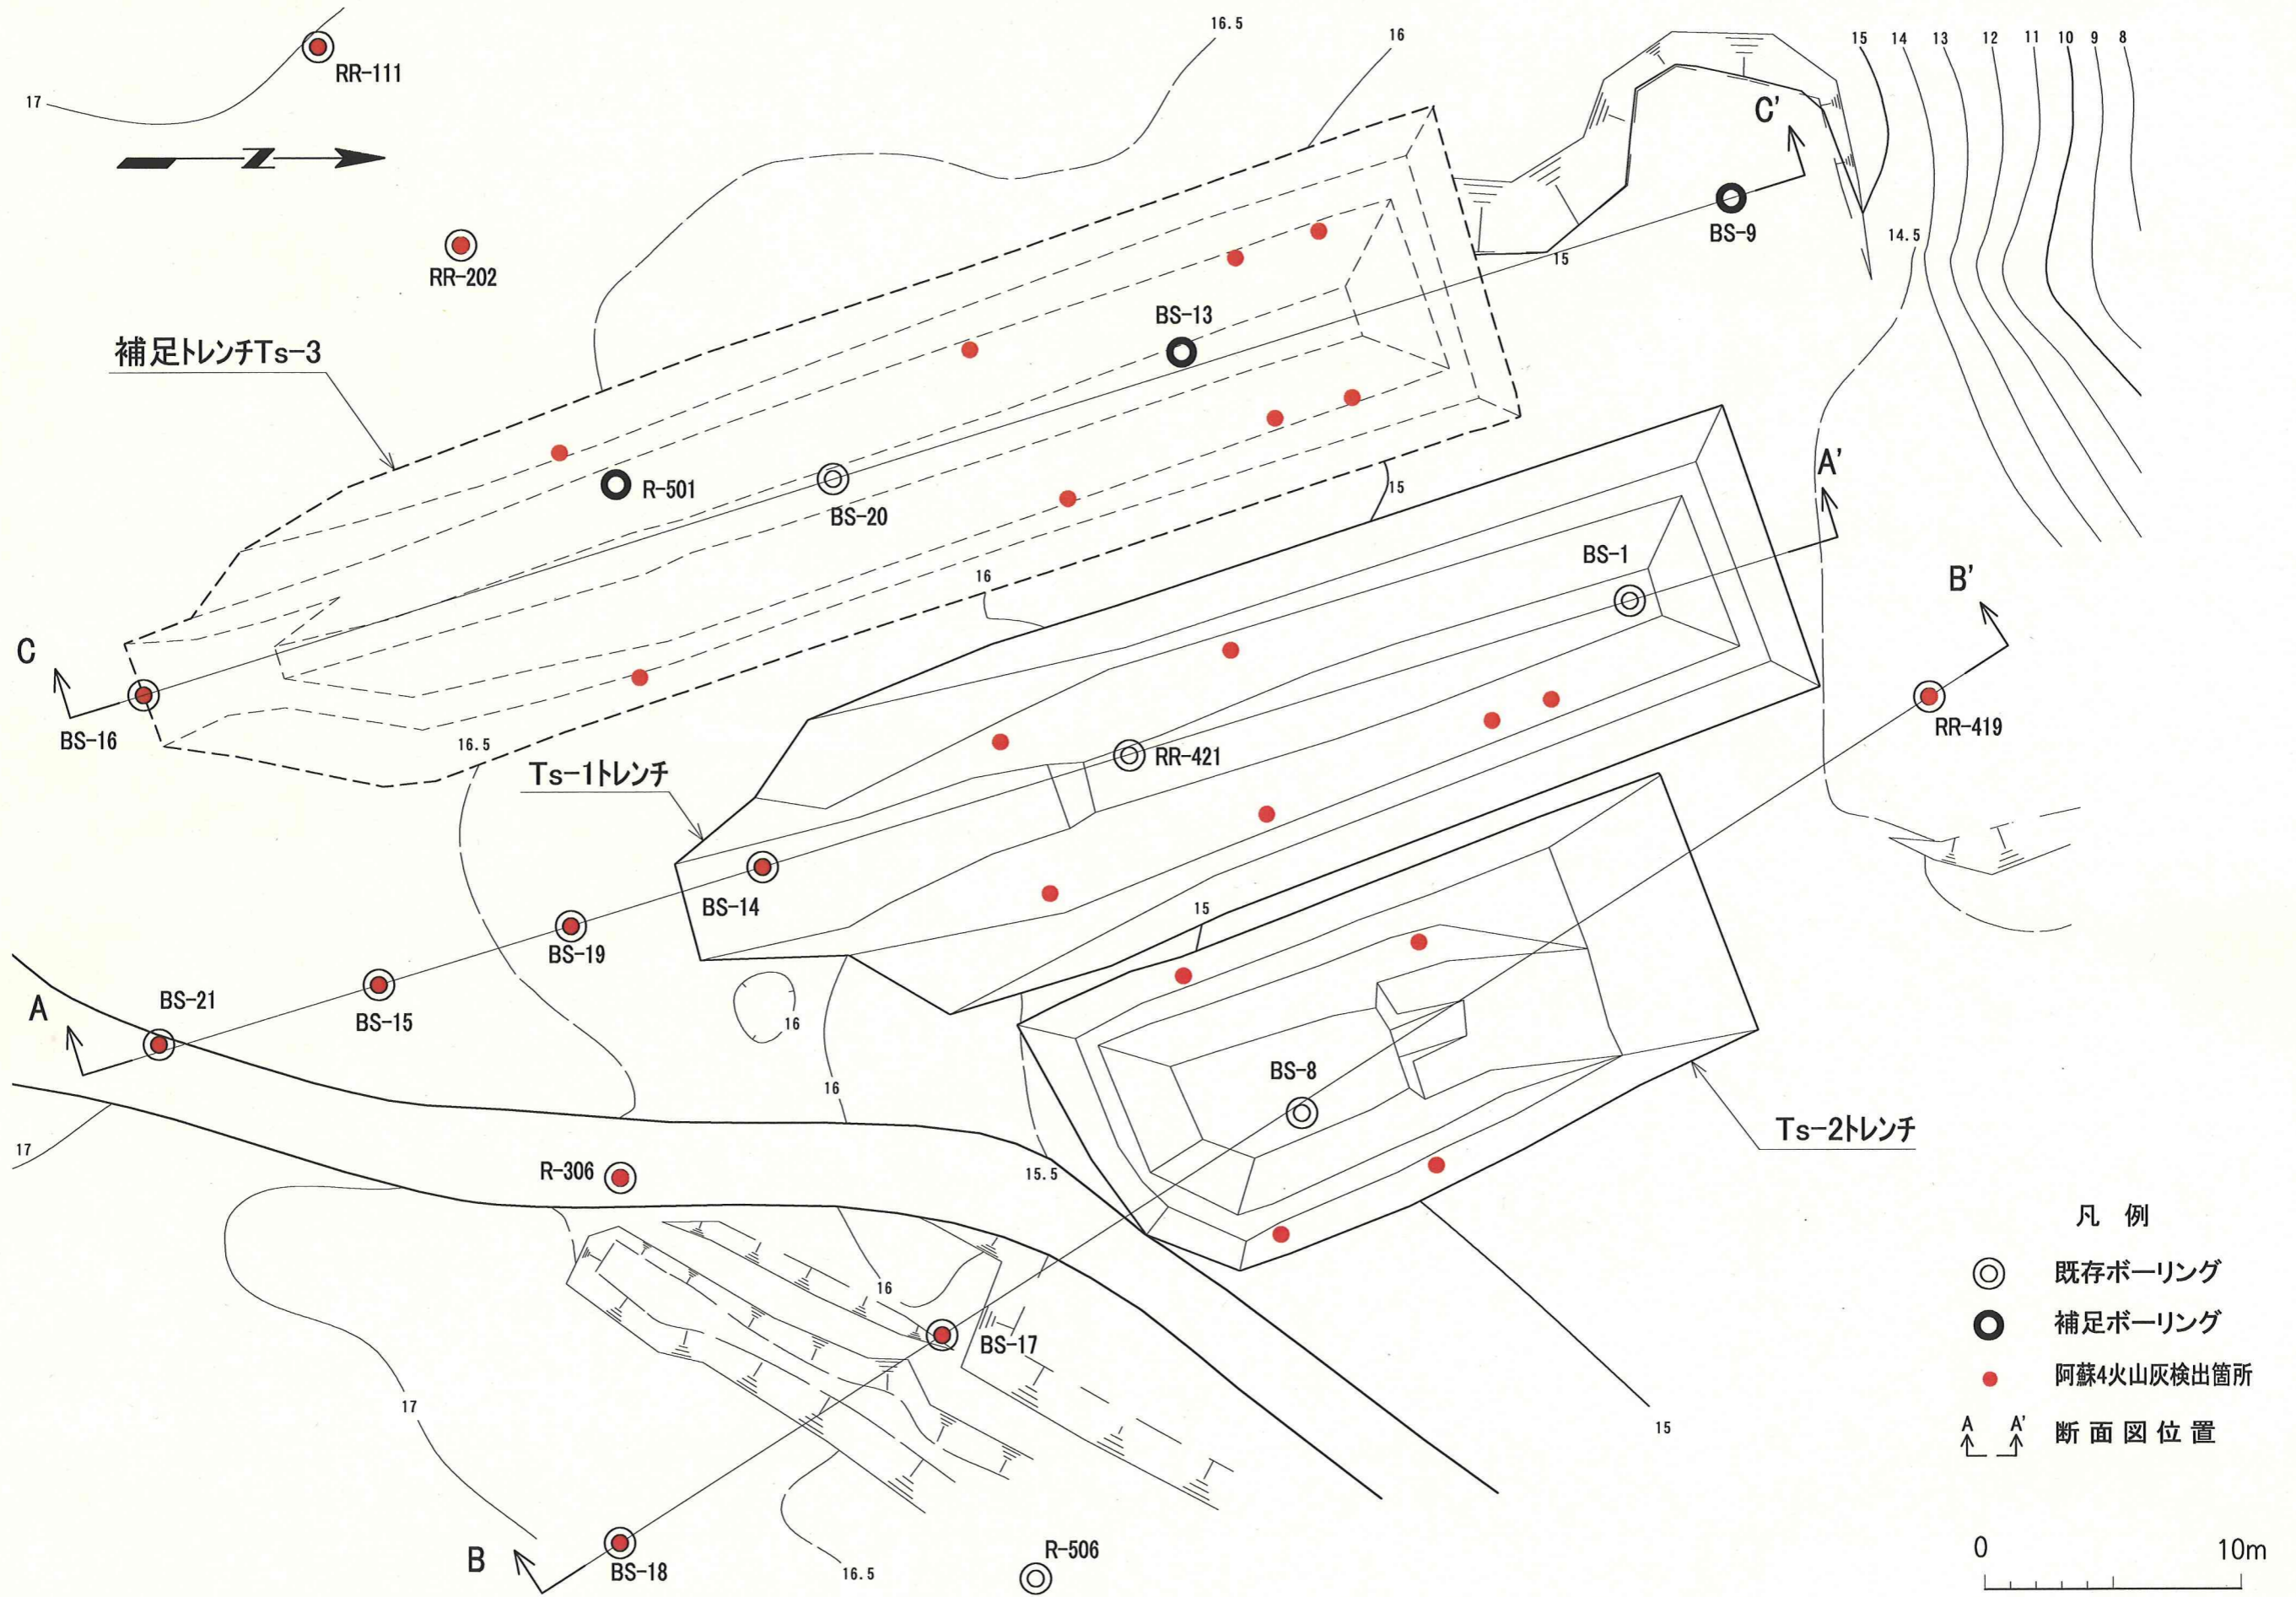 16.5
16
15
14
13
12
11
10
9
8
RR-111
17
C'
N
BS-9
14.5
RR-202
15
BS-13
補足トレンチTs-3
A'
R-501
15
BS-20
BS-1
B'
16
C
RR-419
BS-16
16.5
RR-421
Ts-1トレンチ
BS-14
15
BS-19
BS-21
A
BS-15
16
BS-8
16
Ts-2トレンチ
17
R-306
15.5
凡 例
既存ボーリング
16
補足ボーリング
BS-17
阿蘇4火山灰検出箇所
17
15
A A' 断面図位置
R-506
0 10m
B
BS-18
16.5